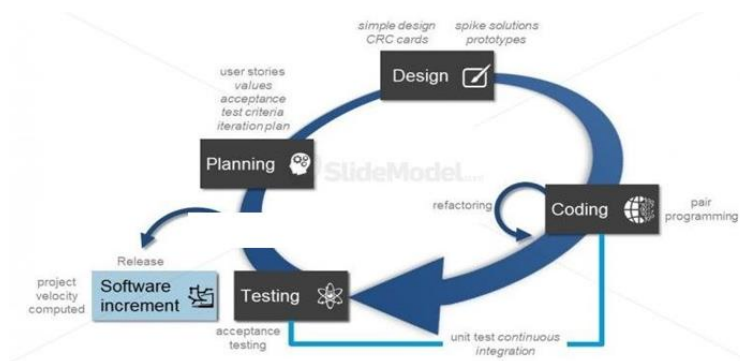 simple design
CRC cards
spike solutions
prototypes
Design
user stories
values
acceptance
test criteria
iteration plan
Planning
SlideModel.com
refactoring
Coding
pair
programming
Release
project
velocity
computed
Software
increment
Testing
acceptance
testing
unit test continuous
integration